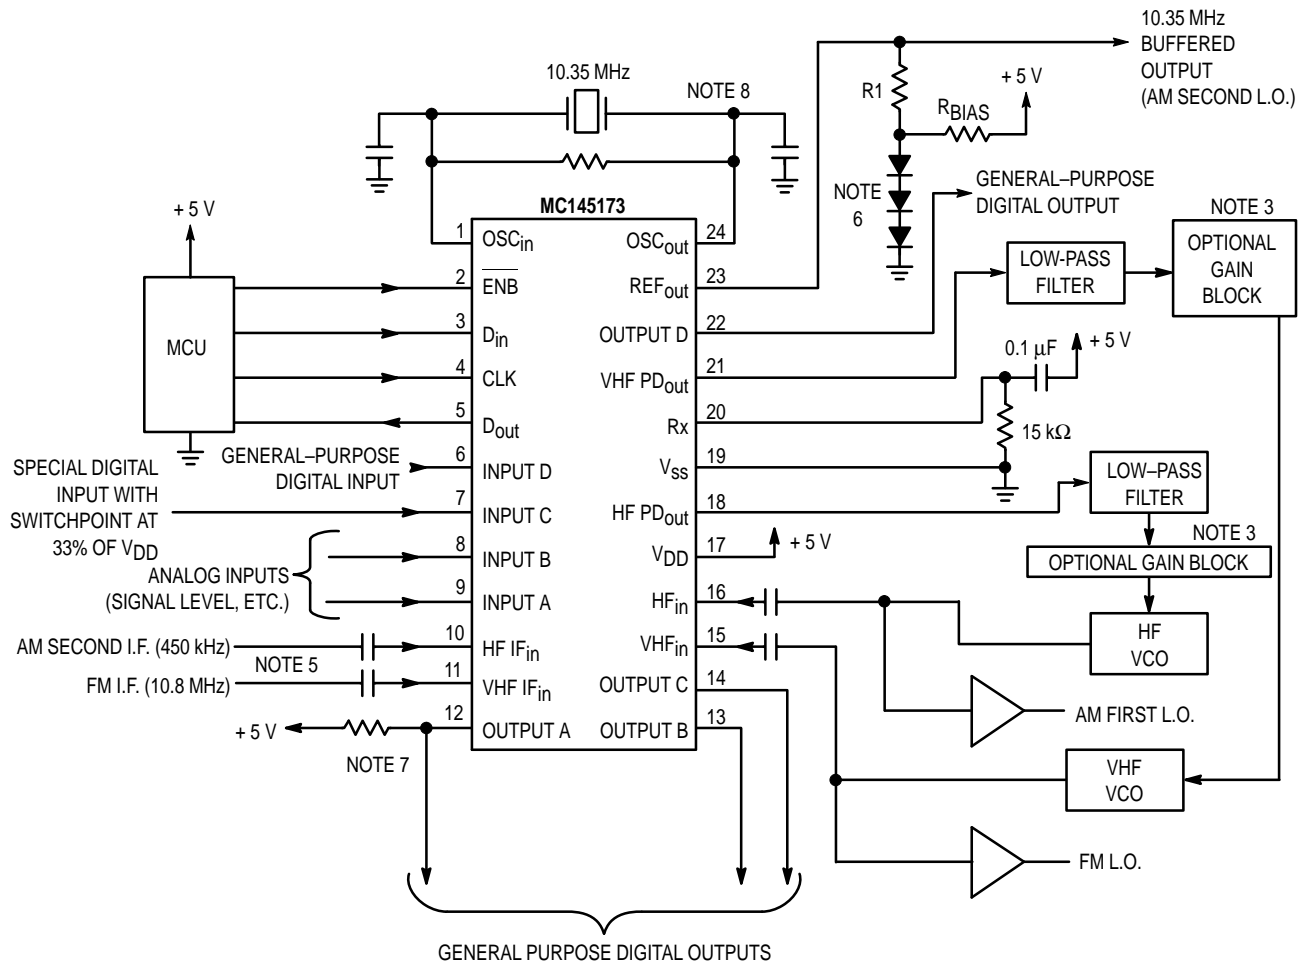 10.35 MHz
BUFFERED
OUTPUT
(AM SECOND L.O.)
10.35 MHz
NOTE 8
R1
+ 5 V
RBIAS
NOTE
6
GENERAL–PURPOSE
DIGITAL OUTPUT
NOTE 3
OPTIONAL
GAIN
BLOCK
LOW-PASS
FILTER
MC145173
+ 5 V
MCU
1
OSCin
2
ENB
3
Din
4
CLK
5
Dout
6
INPUT D
7
INPUT C
8
INPUT B
9
INPUT A
10
HF IFin
11
VHF IFin
12
OUTPUT A
24
OSCout
23
REFout
22
OUTPUT D
21
VHF PDout
20
Rx
19
VSS
18
HF PDout
17
VDD
16
HFin
15
VHFin
14
OUTPUT C
13
OUTPUT B
GENERAL–PURPOSE
DIGITAL INPUT
SPECIAL DIGITAL
INPUT WITH
SWITCHPOINT AT
33% OF VDD
ANALOG INPUTS
(SIGNAL LEVEL, ETC.)
AM SECOND I.F. (450 kHz)
NOTE 5
FM I.F. (10.8 MHz)
+ 5 V
NOTE 7
0.1 µF
+ 5 V
15 kΩ
LOW–PASS
FILTER
NOTE 3
OPTIONAL GAIN BLOCK
+ 5 V
HF
VCO
AM FIRST L.O.
VHF
VCO
FM L.O.
GENERAL PURPOSE DIGITAL OUTPUTS